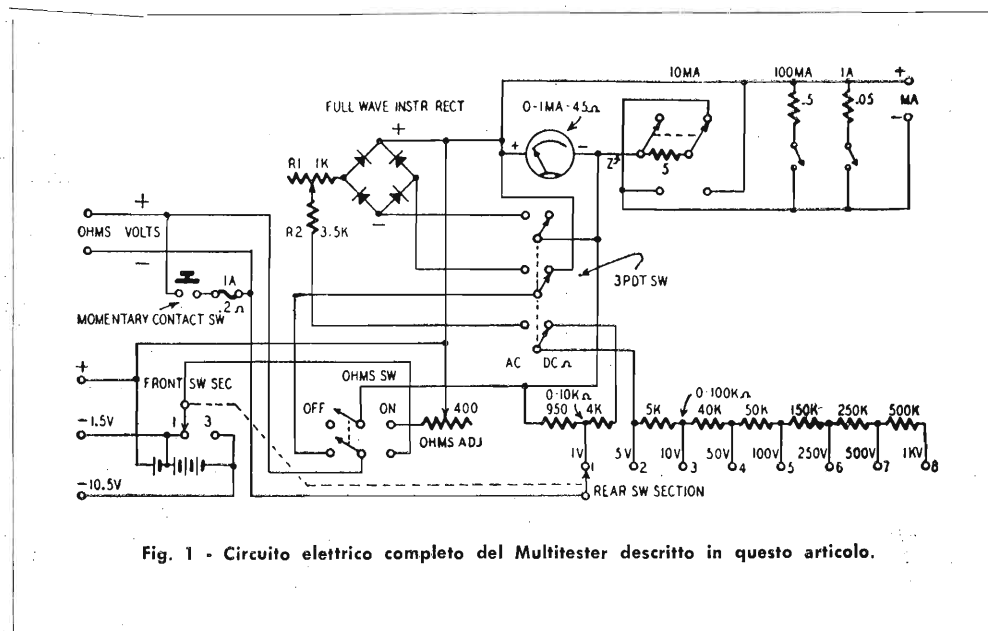 10MA 100MA 1A +
.5 .05 MA
-
FULL WAVE INSTR RECT
0-1MA-45Ω
+
+ -
Z 5
R1 1K
R2 3.5K
-
+
OHMS VOLTS
-
1A
.2Ω
MOMENTARY CONTACT SW
3PDT SW
AC DC Ω
+
FRONT SW SEC
OHMS SW
-1.5V
1 3
OFF ON
400
OHMS ADJ
-10.5V
0-10KΩ
950 4K
0-100KΩ
5K 40K 50K 150K 250K 500K
1V 5V 10V 50V 100V 250V 500V 1KV
1 2 3 4 5 6 7 8
REAR SW SECTION
Fig. 1 - Circuito elettrico completo del Multitester descritto in questo articolo.